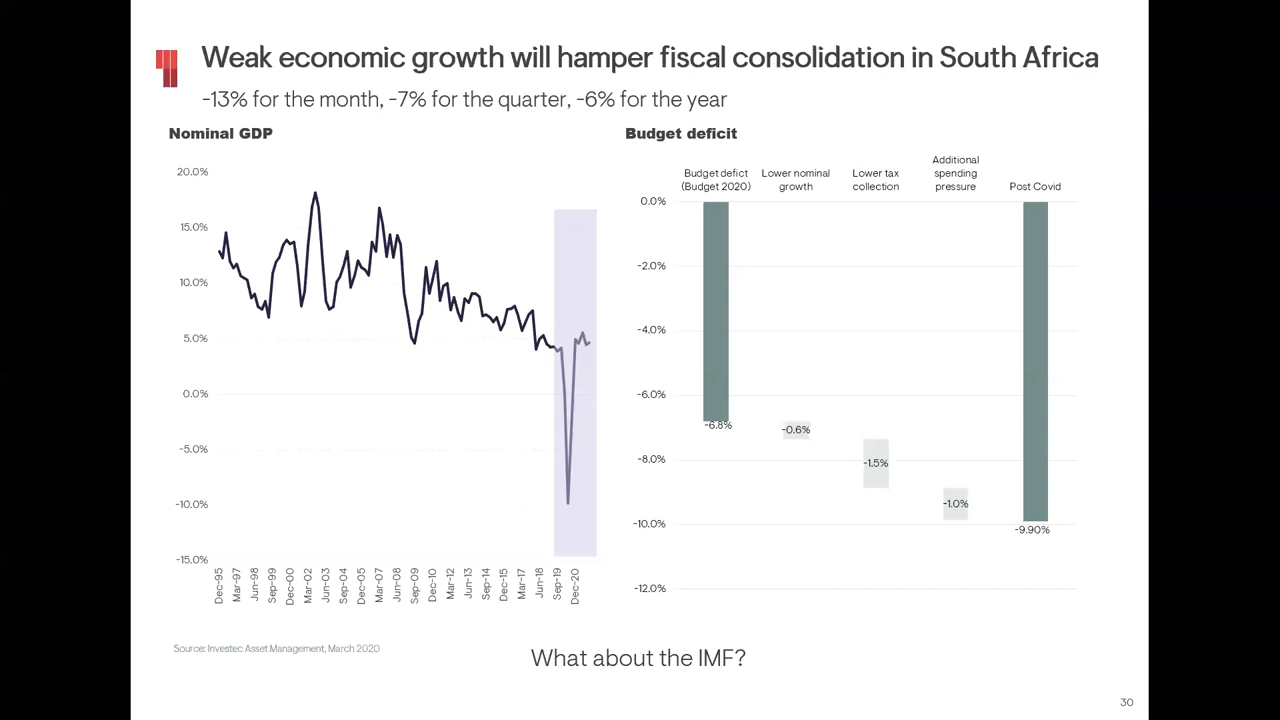 Weak economic growth will hamper fiscal consolidation in South Africa
-13% for the month, -7% for the quarter, -6% for the year
Nominal GDP
20.0%
15.0%
10.0%
5.0%
0.0%
-5.0%
-10.0%
-15.0%
Dec-95
Mar-97
Jun-98
Sep-99
Dec-00
Mar-02
Jun-03
Sep-04
Dec-05
Mar-07
Jun-08
Sep-09
Dec-10
Mar-12
Jun-13
Sep-14
Dec-15
Mar-17
Jun-18
Sep-19
Dec-20
Budget deficit
Budget defict
(Budget 2020)
Lower nominal
growth
Lower tax
collection
Additional
spending
pressure
Post Covid
0.0%
-2.0%
-4.0%
-6.0%
-8.0%
-10.0%
-12.0%
-6.8%
-0.6%
-1.5%
-1.0%
-9.90%
Source: Investec Asset Management, March 2020
What about the IMF?
30